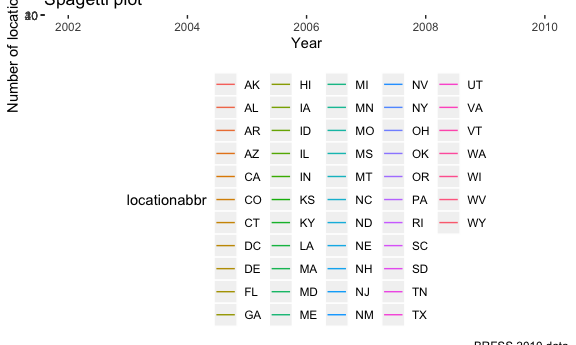 Spagetti plot
Number of locatio
2002 2004 2006 2008 2010
Year
locationabbr
AK HI MI NV UT
AL IA MN NY VA
AR ID MO OH VT
AZ IL MS OK WA
CA IN MT OR WI
CO KS NC PA WV
CT KY ND RI WY
DC LA NE SC
DE MA NH SD
FL MD NJ TN
GA ME NM TX